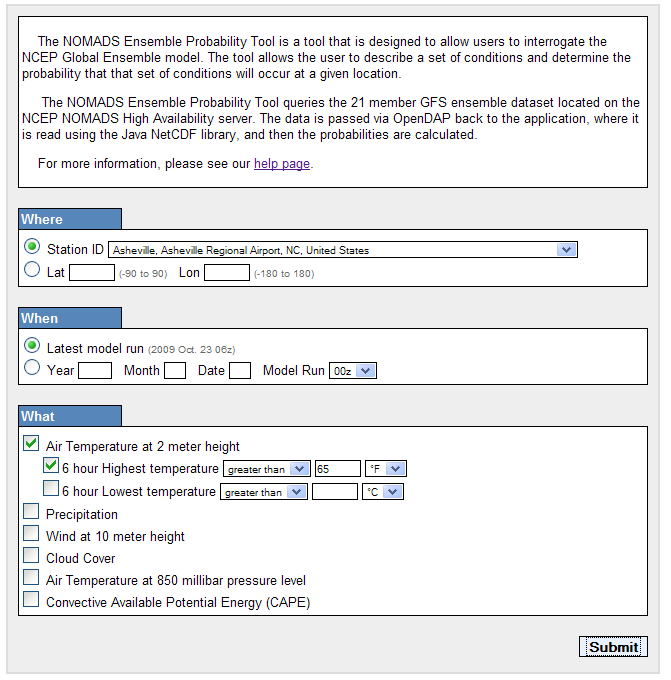 The NOMADS Ensemble Probability Tool is a tool that is designed to allow users to interrogate the
NCEP Global Ensemble model. The tool allows the user to describe a set of conditions and determine the
probability that that set of conditions will occur at a given location.
The NOMADS Ensemble Probability Tool queries the 21 member GFS ensemble dataset located on the
NCEP NOMADS High Availability server. The data is passed via OpenDAP back to the application, where it
is read using the Java NetCDF library, and then the probabilities are calculated.
For more information, please see our help page.
Where
Station ID Asheville, Asheville Regional Airport, NC, United States
Lat (-90 to 90) Lon (-180 to 180)
When
Latest model run (2009 Oct. 23 06z)
Year Month Date Model Run 00z
What
Air Temperature at 2 meter height
6 hour Highest temperature greater than 65 °F
6 hour Lowest temperature greater than °C
Precipitation
Wind at 10 meter height
Cloud Cover
Air Temperature at 850 millibar pressure level
Convective Available Potential Energy (CAPE)
Submit